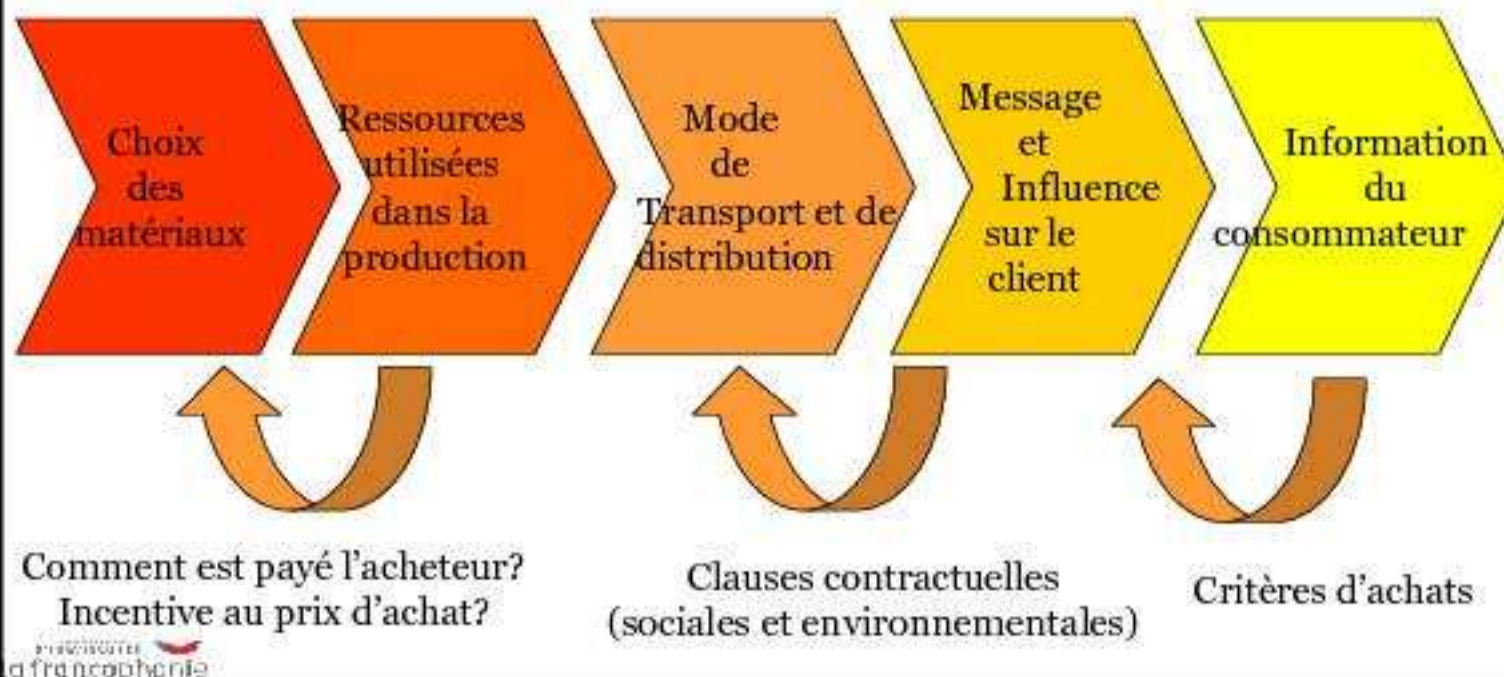 Choix
des
matériaux
Ressources
utilisées
dans la
production
Mode
de
Transport et de
distribution
Message
et
Influence
sur le
client
Information
du
consommateur
Comment est payé l'acheteur?
Incentive au prix d'achat?
Clauses contractuelles
(sociales et environnementales)
Critères d'achats
la francophonie